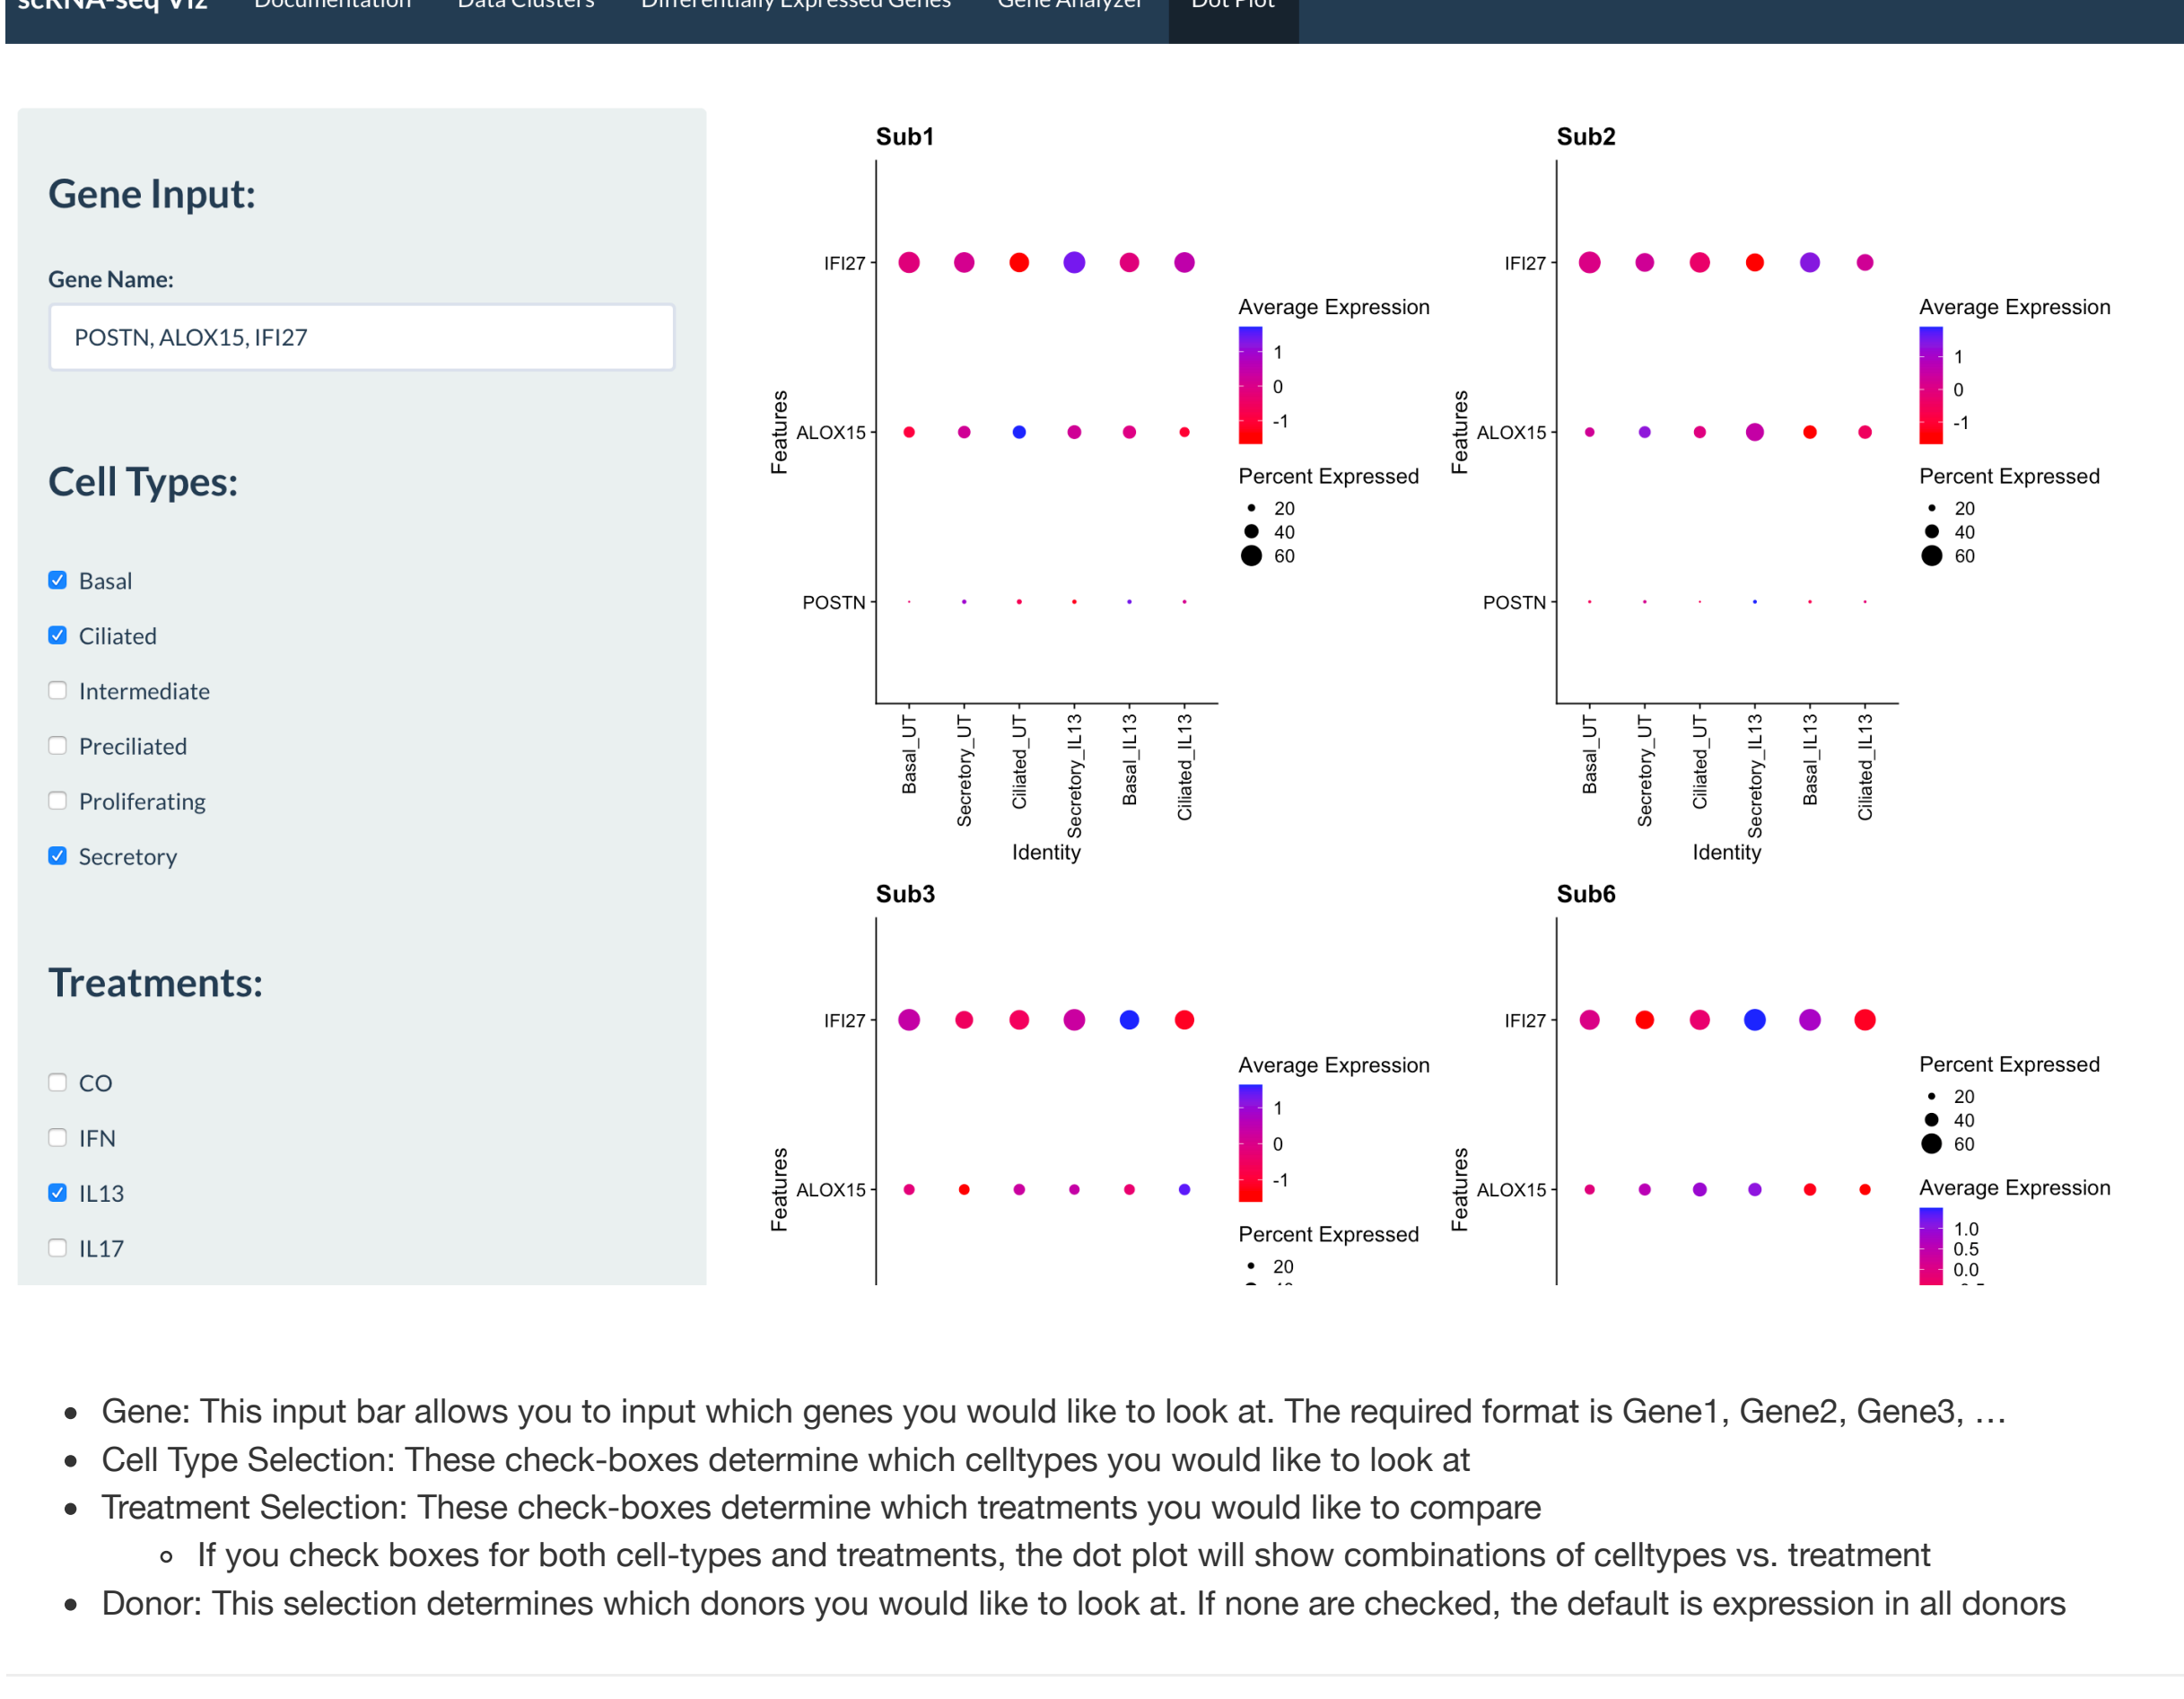 scRNA-seq Viz Documentation Data Clusters Differentially Expressed Genes Gene Analyzer Dot Plot
Gene Input:
Gene Name:
POSTN, ALOX15, IFI27
Cell Types:
Basal
Ciliated
Intermediate
Preciliated
Proliferating
Secretory
Treatments:
CO
IFN
IL13
IL17
Sub1
Features
IFI27
ALOX15
POSTN
Basal_UT
Secretory_UT
Ciliated_UT
Secretory_IL13
Basal_IL13
Ciliated_IL13
Identity
Average Expression
1
0
-1
Percent Expressed
20
40
60
Sub2
Features
IFI27
ALOX15
POSTN
Basal_UT
Secretory_UT
Ciliated_UT
Secretory_IL13
Basal_IL13
Ciliated_IL13
Identity
Average Expression
1
0
-1
Percent Expressed
20
40
60
Sub3
Features
IFI27
ALOX15
Average Expression
1
0
-1
Percent Expressed
20
Sub6
Features
IFI27
ALOX15
Percent Expressed
20
40
60
Average Expression
1.0
0.5
0.0
• Gene: This input bar allows you to input which genes you would like to look at. The required format is Gene1, Gene2, Gene3, …
• Cell Type Selection: These check-boxes determine which celltypes you would like to look at
• Treatment Selection: These check-boxes determine which treatments you would like to compare
◦ If you check boxes for both cell-types and treatments, the dot plot will show combinations of celltypes vs. treatment
• Donor: This selection determines which donors you would like to look at. If none are checked, the default is expression in all donors